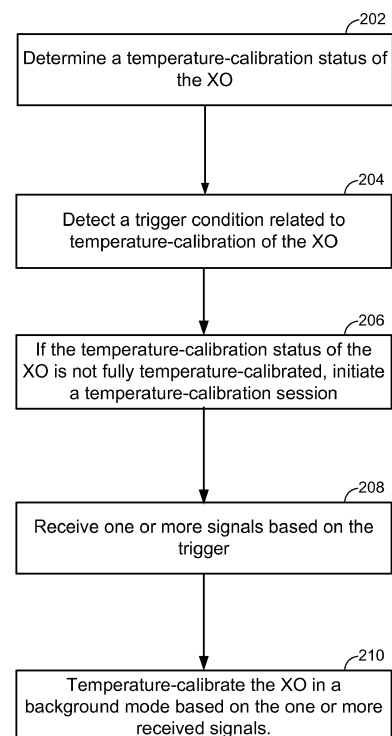 202
Determine a temperature-calibration status of
the XO
204
Detect a trigger condition related to
temperature-calibration of the XO
206
If the temperature-calibration status of the
XO is not fully temperature-calibrated, initiate
a temperature-calibration session
208
Receive one or more signals based on the
trigger
210
Temperature-calibrate the XO in a
background mode based on the one or more
received signals.